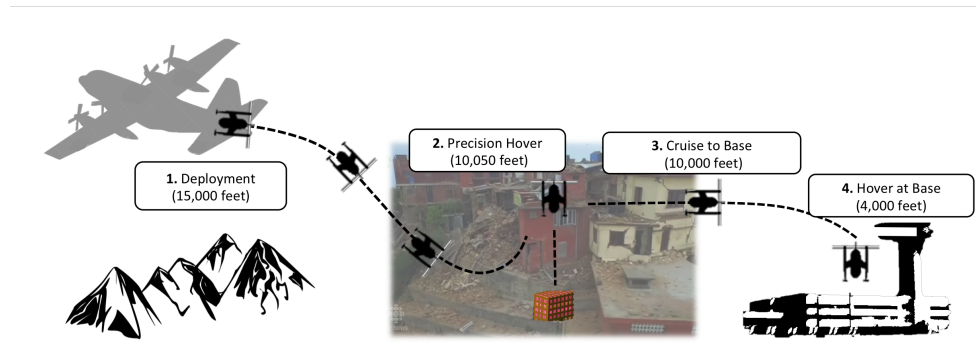 1. Deployment
(15,000 feet)
2. Precision Hover
(10,050 feet)
3. Cruise to Base
(10,000 feet)
4. Hover at Base
(4,000 feet)